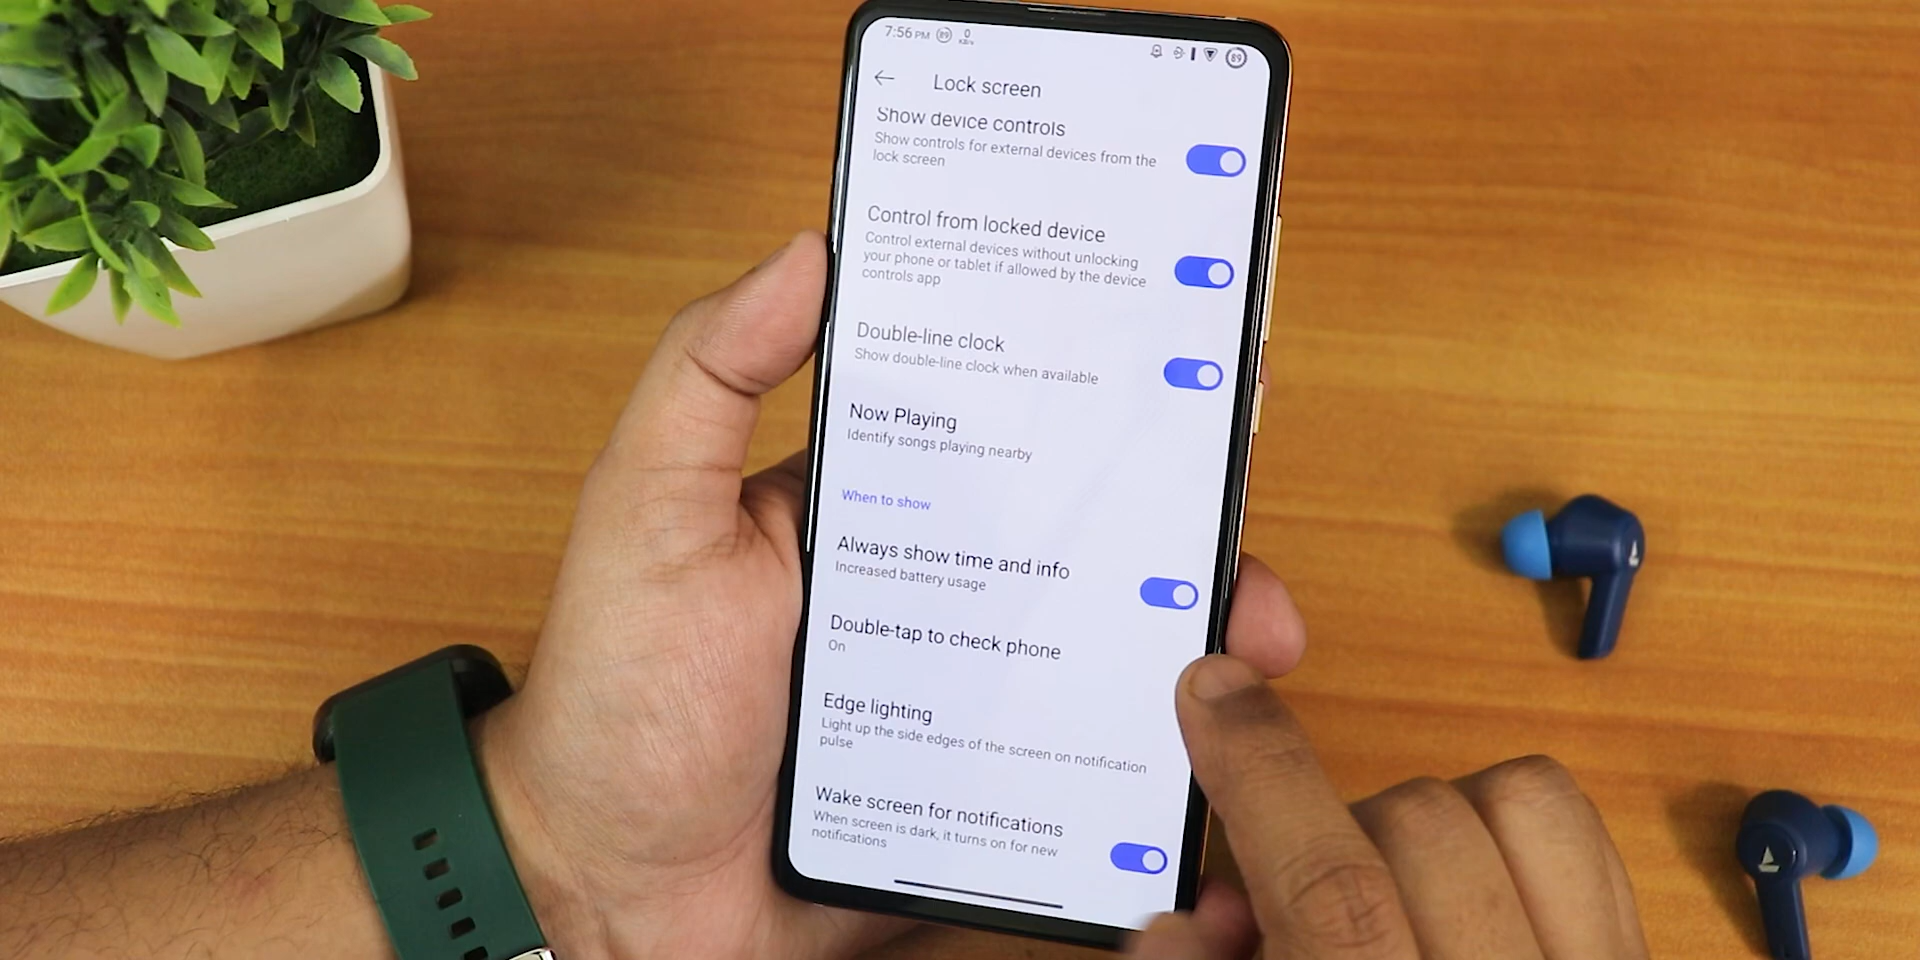 7:56 PM 89 0 KB/s 89
Lock screen
Show device controls
Show controls for external devices from the
lock screen
Control from locked device
Control external devices without unlocking
your phone or tablet if allowed by the device
controls app
Double-line clock
Show double-line clock when available
Now Playing
Identify songs playing nearby
When to show
Always show time and info
Increased battery usage
Double-tap to check phone
On
Edge lighting
Light up the side edges of the screen on notification
pulse
Wake screen for notifications
When screen is dark, it turns on for new
notifications